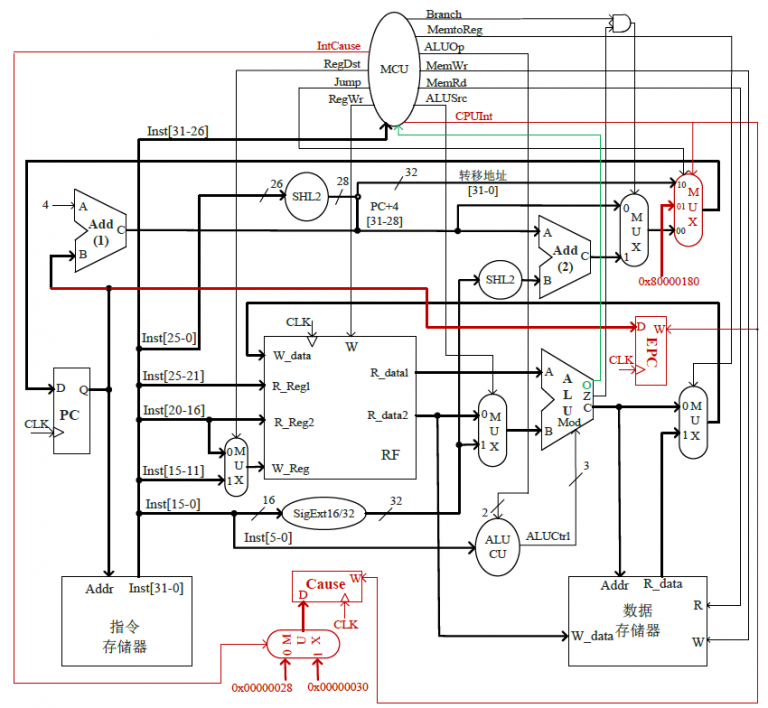 Branch
MemtoReg
IntCause
ALUOp
RegDst
MCU
MemWr
Jump
MemRd
RegWr
ALUSrc
CPUInt
Inst[31-26]
26
SHL2
28
32
转移地址
[31-0]
10
M
U
X
01
00
4
A
Add
(1)
B
C
PC+4
[31-28]
0
M
U
X
1
A
Add
(2)
B
C
SHL2
0x80000180
Inst[25-0]
CLK
W_data
W
R_data1
Inst[25-21]
R_Reg1
Inst[20-16]
R_Reg2
R_data2
RF
Inst[15-11]
W_Reg
0
M
U
X
1
D
W
EPC
CLK
D
Q
PC
CLK
0
M
U
X
1
A
ALU
O
Z
C
B
Mod
0
M
U
X
1
Inst[15-0]
16
SigExt16/32
32
Inst[5-0]
2
ALU
CU
ALUCtrl
3
Addr
Inst[31-0]
指令
存储器
Cause
W
D
CLK
0
M
U
X
1
0x00000028
0x00000030
Addr
R_data
数据
存储器
R
W_data
W